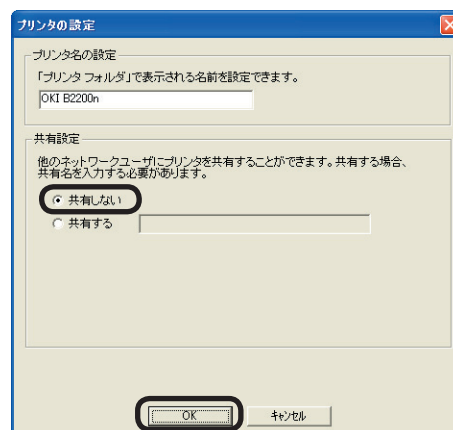 プリンタの設定
プリンタ名の設定
「プリンタ フォルダ」で表示される名前を設定できます。
OKI B2200n
共有設定
他のネットワークユーザにプリンタを共有することができます。共有する場合、
共有名を入力する必要があります。
共有しない
共有する
OK
キャンセル